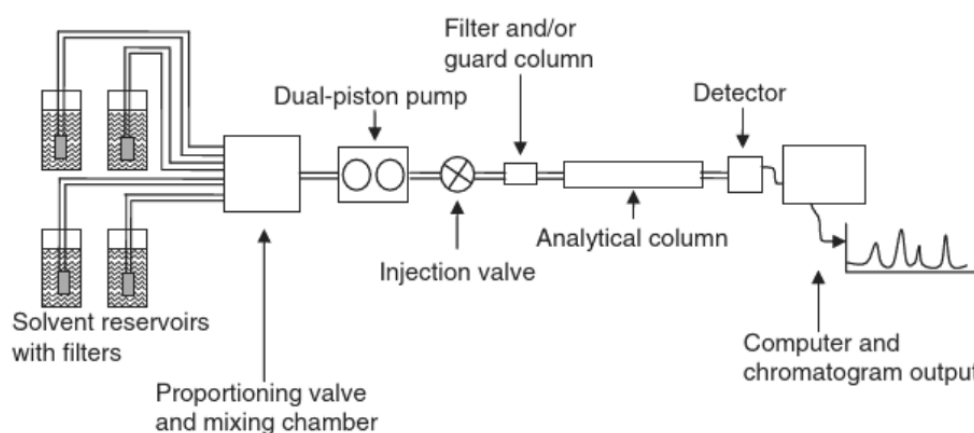 Filter and/or
guard column
Dual-piston pump
Detector
Analytical column
Injection valve
Solvent reservoirs
with filters
Computer and
chromatogram output
Proportioning valve
and mixing chamber